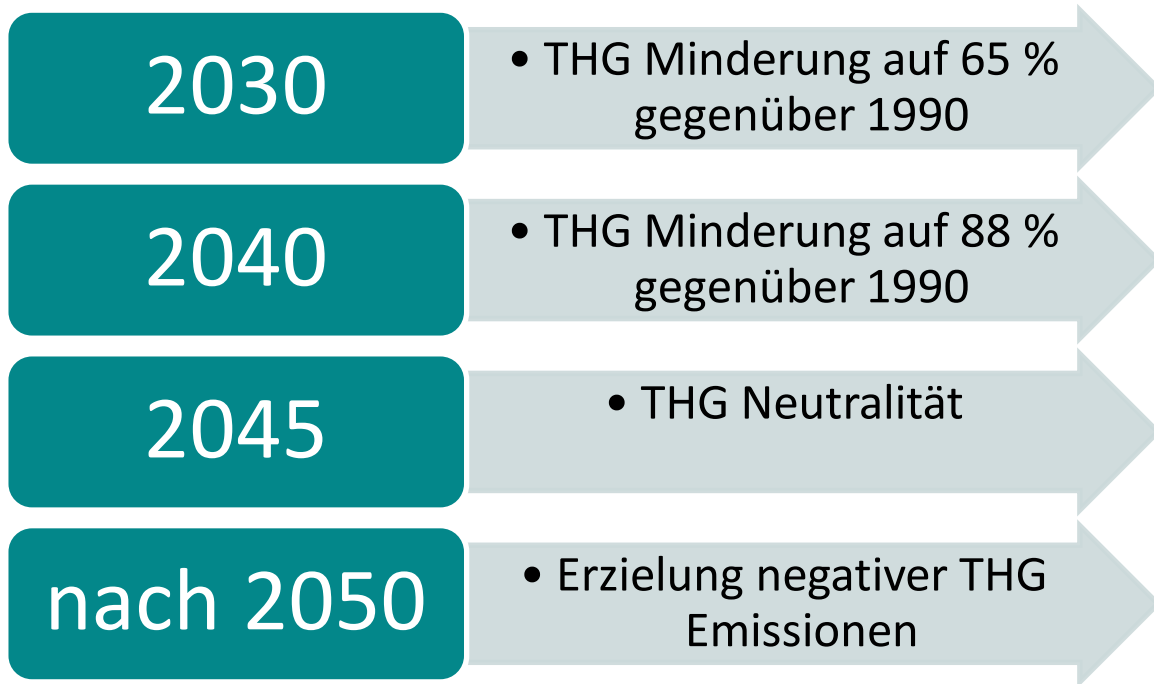 2030
• THG Minderung auf 65 %
gegenüber 1990
2040
• THG Minderung auf 88 %
gegenüber 1990
2045
• THG Neutralität
nach 2050
• Erzielung negativer THG
Emissionen